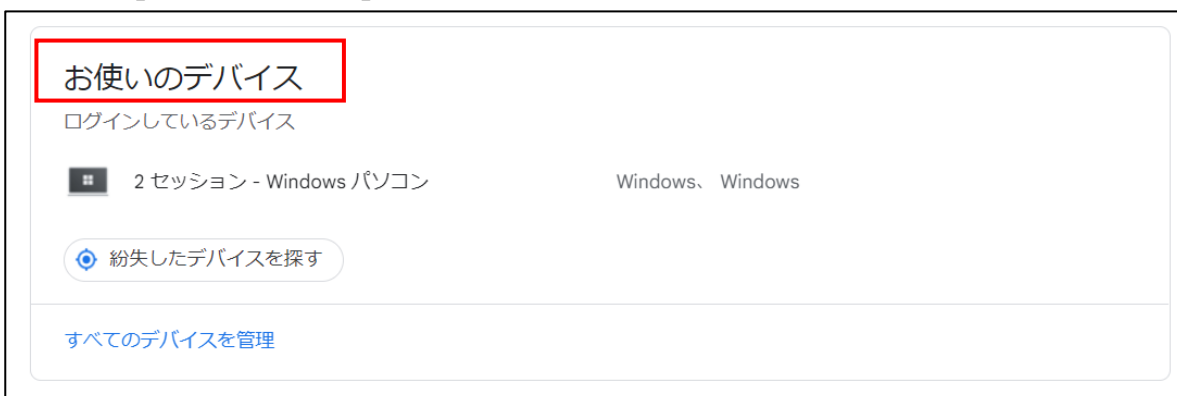 お使いのデバイス
ログインしているデバイス
2 セッション - Windows パソコン Windows、 Windows
紛失したデバイスを探す
すべてのデバイスを管理